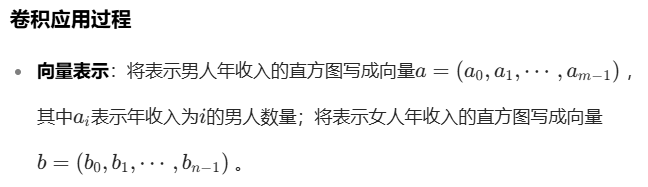 卷积应用过程
• 向量表示：将表示男人年收入的直方图写成向量a = (a₀, a₁, ⋯ , aₘ₋₁) ，
其中aᵢ表示年收入为i的男人数量；将表示女人年收入的直方图写成向量
b = (b₀, b₁, ⋯ , bₙ₋₁) 。